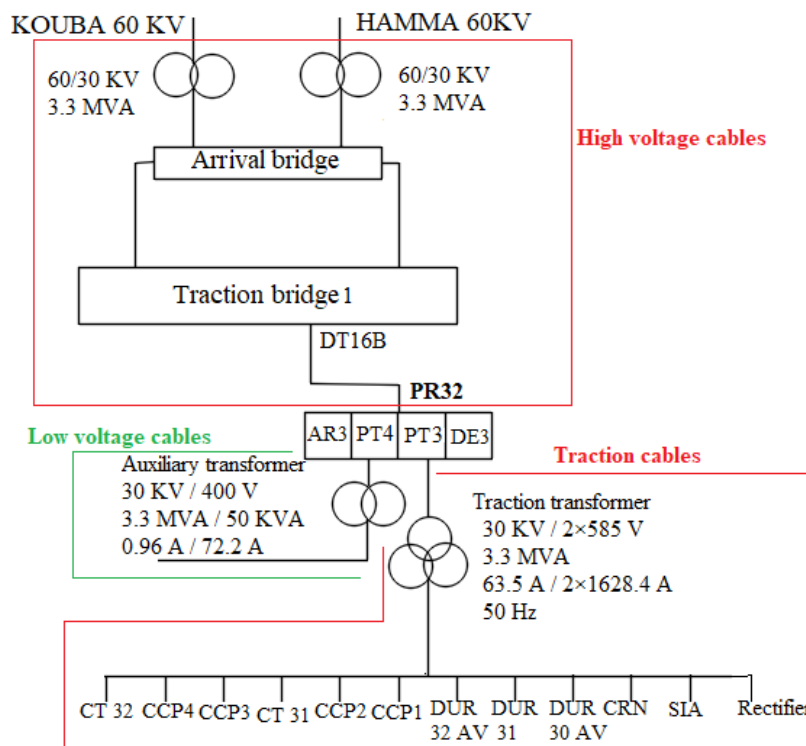 KOUBA 60 KV
HAMMA 60KV
60/30 KV
3.3 MVA
60/30 KV
3.3 MVA
High voltage cables
Arrival bridge
Traction bridge 1
DT16B
PR32
AR3 PT4 PT3 DE3
Low voltage cables
Traction cables
Auxiliary transformer
30 KV / 400 V
3.3 MVA / 50 KVA
0.96 A / 72.2 A
Traction transformer
30 KV / 2×585 V
3.3 MVA
63.5 A / 2×1628.4 A
50 Hz
CT 32 CCP4 CCP3 CT 31 CCP2 CCP1 DUR 32 AV DUR 31 DUR 30 AV CRN SIA Rectifier